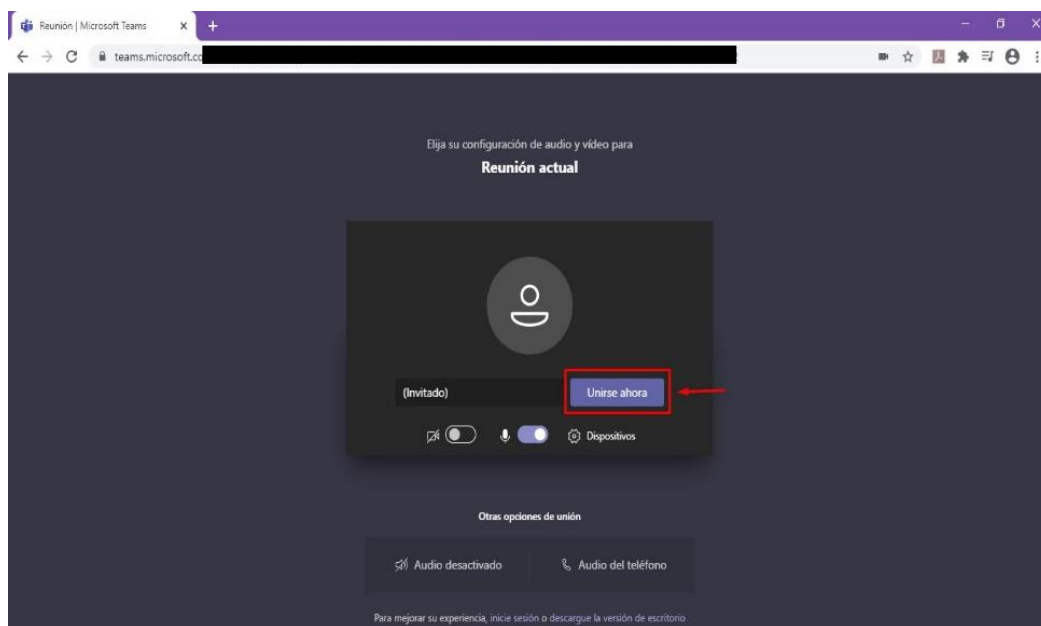 Reunión | Microsoft Teams
teams.microsoft.co
Elija su configuración de audio y vídeo para
Reunión actual
(Invitado)
Unirse ahora
Dispositivos
Otras opciones de unión
Audio desactivado
Audio del teléfono
Para mejorar su experiencia, inicie sesión o descargue la versión de escritorio